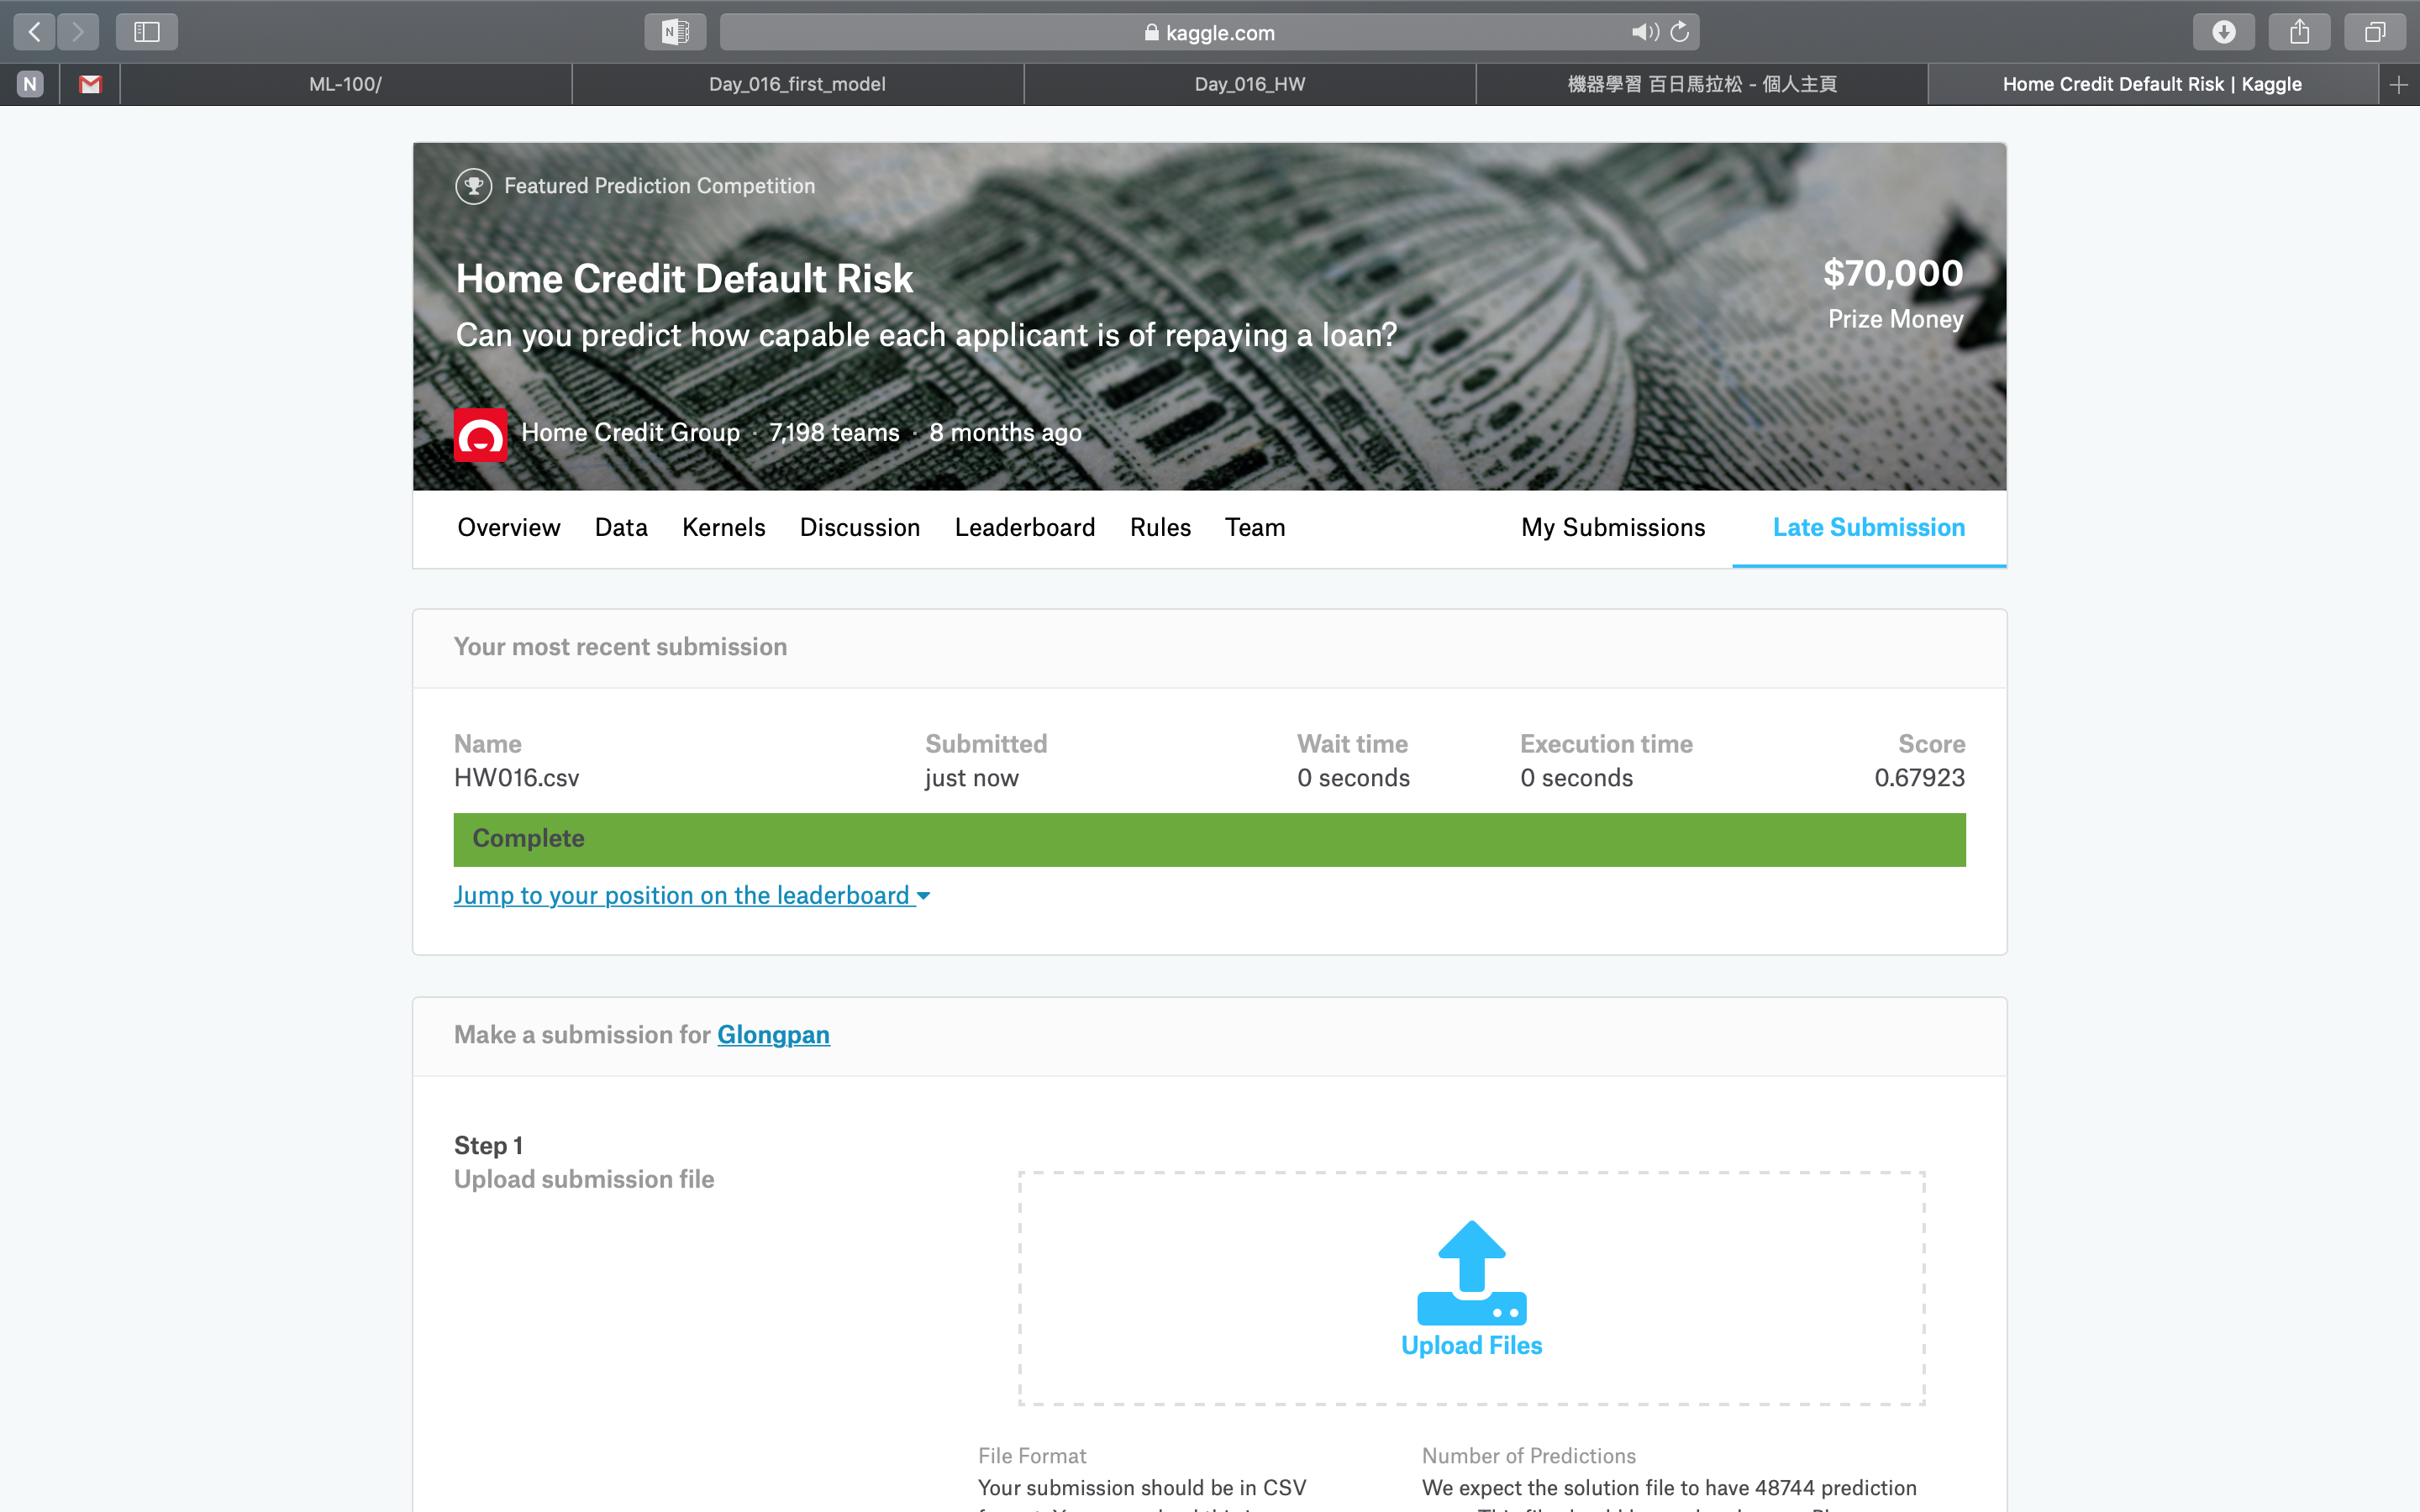 kaggle.com
N
ML-100/
Day_016_first_model
Day_016_HW
機器學習 百日馬拉松 - 個人主頁
Home Credit Default Risk | Kaggle
Featured Prediction Competition
Home Credit Default Risk
Can you predict how capable each applicant is of repaying a loan?
$70,000
Prize Money
Home Credit Group · 7,198 teams · 8 months ago
Overview Data Kernels Discussion Leaderboard Rules Team My Submissions Late Submission
Your most recent submission
Name Submitted Wait time Execution time Score
HW016.csv just now 0 seconds 0 seconds 0.67923
Complete
Jump to your position on the leaderboard
Make a submission for Glongpan
Step 1
Upload submission file
Upload Files
File Format
Your submission should be in CSV
Number of Predictions
We expect the solution file to have 48744 prediction